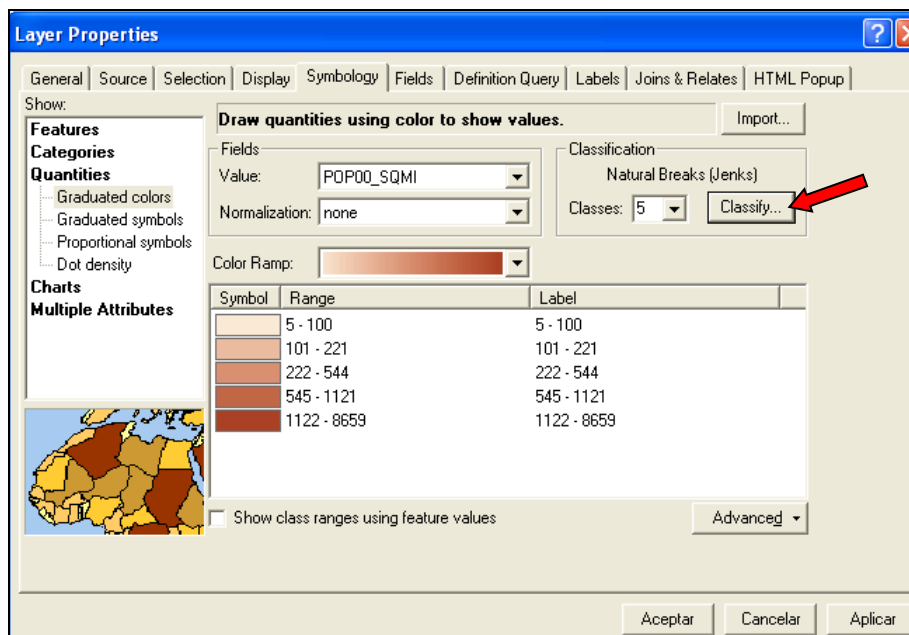 Layer Properties
?
General Source Selection Display Symbology Fields Definition Query Labels Joins & Relates HTML Popup
Show:
Features
Categories
Quantities
Graduated colors
Graduated symbols
Proportional symbols
Dot density
Charts
Multiple Attributes
Draw quantities using color to show values.
Import...
Fields
Value: POP00_SQMI
Normalization: none
Classification
Natural Breaks (Jenks)
Classes: 5 Classify...
Color Ramp:
Symbol Range Label
5 - 100 5 - 100
101 - 221 101 - 221
222 - 544 222 - 544
545 - 1121 545 - 1121
1122 - 8659 1122 - 8659
Show class ranges using feature values
Advanced
Aceptar Cancelar Aplicar